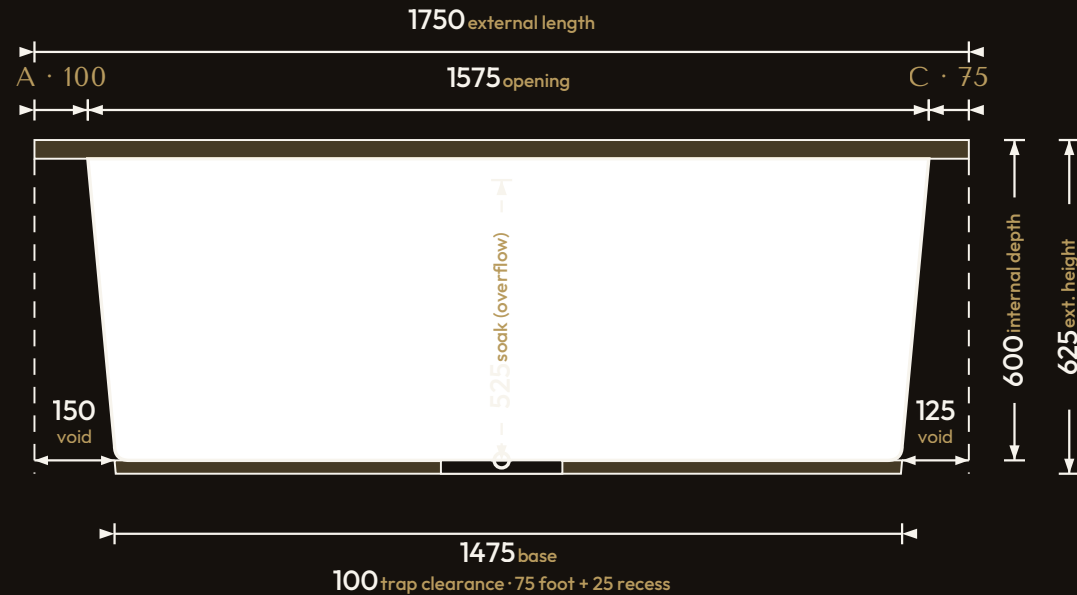 1750 external length
A · 100
1575 opening
C · 75
525 soak (overflow)
600 internal depth
625 ext. height
150
void
125
void
1475 base
100 trap clearance · 75 foot + 25 recess